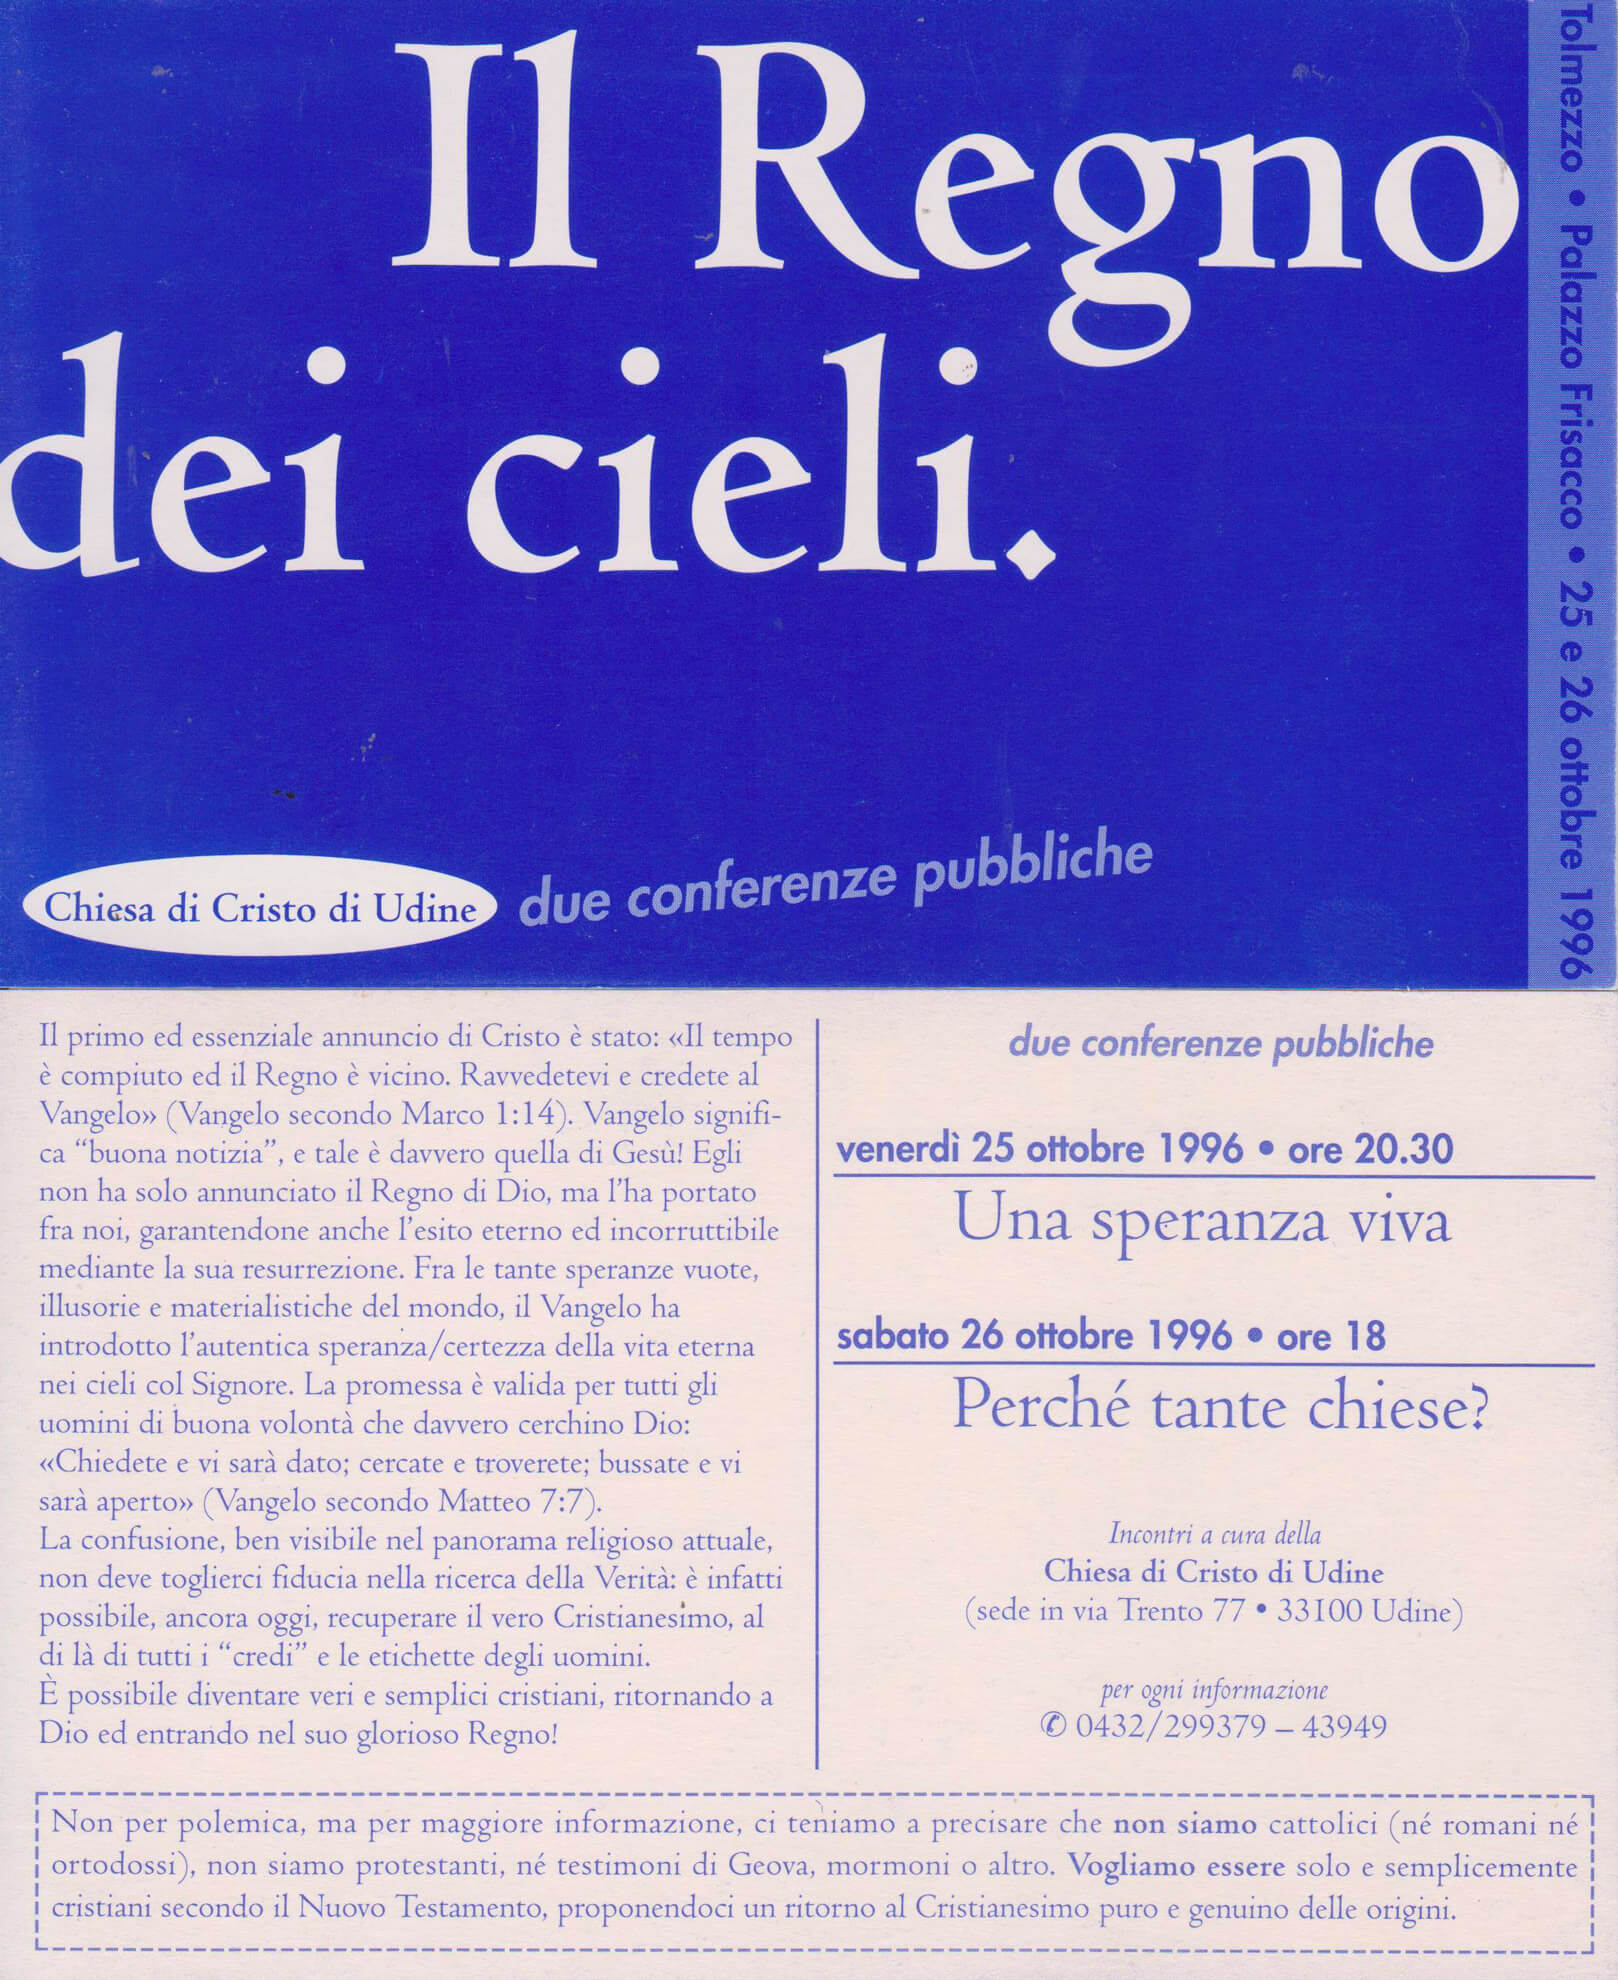 Il Regno
dei cieli.
Tolmezzo • Palazzo Frisacco • 25 e 26 ottobre 1996
Chiesa di Cristo di Udine
due conferenze pubbliche
Il primo ed essenziale annuncio di Cristo è stato: «Il tempo
è compiuto ed il Regno è vicino. Ravvedetevi e credete al
Vangelo» (Vangelo secondo Marco 1:14). Vangelo signifi-
ca “buona notizia”, e tale è davvero quella di Gesù! Egli
non ha solo annunciato il Regno di Dio, ma l’ha portato
fra noi, garantendone anche l’esito eterno ed incorruttibile
mediante la sua resurrezione. Fra le tante speranze vuote,
illusorie e materialistiche del mondo, il Vangelo ha
introdotto l’autentica speranza/certezza della vita eterna
nei cieli col Signore. La promessa è valida per tutti gli
uomini di buona volontà che davvero cerchino Dio:
«Chiedete e vi sarà dato; cercate e troverete; bussate e vi
sarà aperto» (Vangelo secondo Matteo 7:7).
La confusione, ben visibile nel panorama religioso attuale,
non deve toglierci fiducia nella ricerca della Verità: è infatti
possibile, ancora oggi, recuperare il vero Cristianesimo, al
di là di tutti i “credi” e le etichette degli uomini.
È possibile diventare veri e semplici cristiani, ritornando a
Dio ed entrando nel suo glorioso Regno!
due conferenze pubbliche
venerdì 25 ottobre 1996 • ore 20.30
Una speranza viva
sabato 26 ottobre 1996 • ore 18
Perché tante chiese?
Incontri a cura della
Chiesa di Cristo di Udine
(sede in via Trento 77 • 33100 Udine)
per ogni informazione
✆ 0432/299379 – 43949
Non per polemica, ma per maggiore informazione, ci teniamo a precisare che non siamo cattolici (né romani né
ortodossi), non siamo protestanti, né testimoni di Geova, mormoni o altro. Vogliamo essere solo e semplicemente
cristiani secondo il Nuovo Testamento, proponendoci un ritorno al Cristianesimo puro e genuino delle origini.